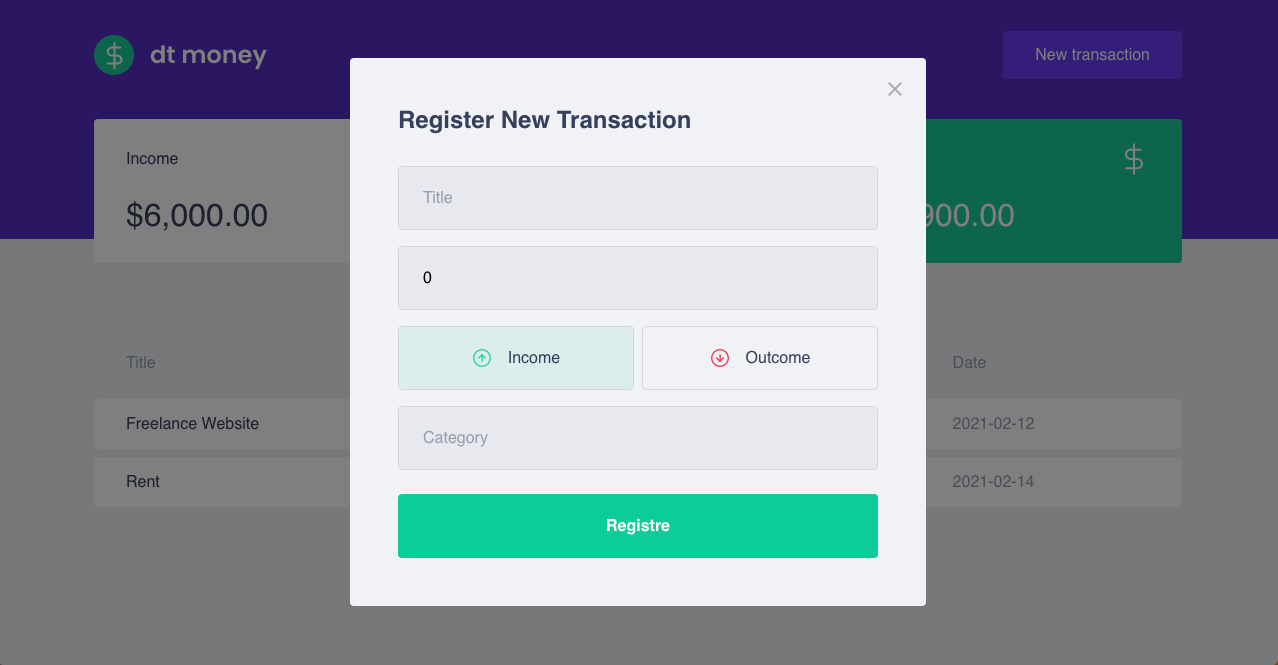 dt money
New transaction
Register New Transaction
Income
$6,000.00
900.00
Title
0
Income
Outcome
Category
Registre
Title
Date
Freelance Website
2021-02-12
Rent
2021-02-14